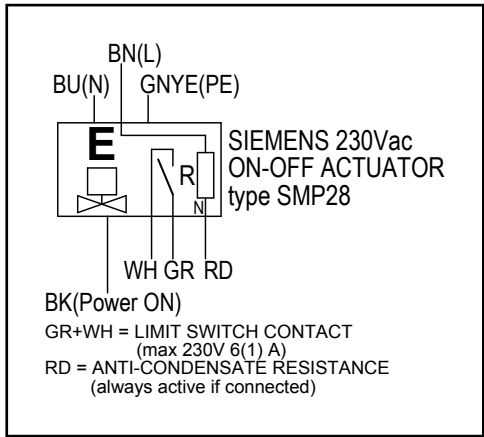 BN(L)
BU(N) GNYE(PE)
E
R
N
SIEMENS 230Vac
ON-OFF ACTUATOR
type SMP28
WH GR RD
BK(Power ON)
GR+WH = LIMIT SWITCH CONTACT
(max 230V 6(1) A)
RD = ANTI-CONDENSATE RESISTANCE
(always active if connected)